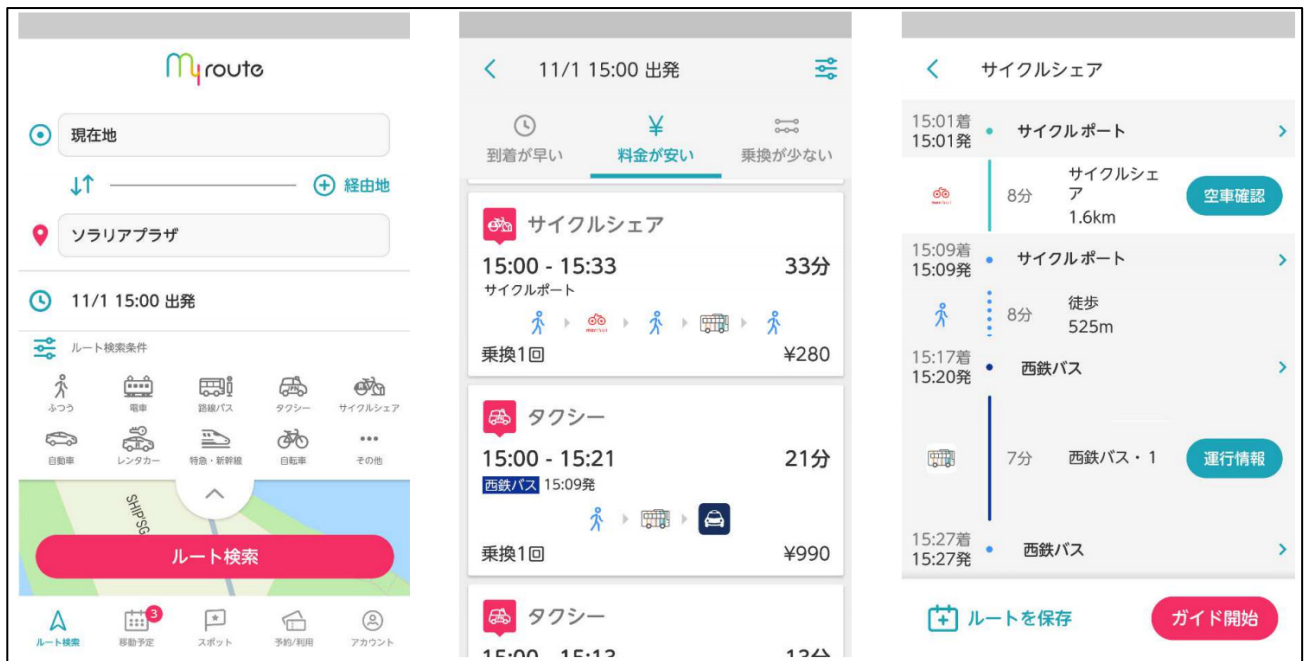 My route
現在地
経由地
ソラリアプラザ
11/1 15:00 出発
ルート検索条件
ふつう 電車 路線バス タクシー サイクルシェア
自動車 レンタカー 特急・新幹線 自転車 その他
SHIP'SG
ルート検索
3
ルート検索 移動予定 スポット 予約/利用 アカウント
11/1 15:00 出発
到着が早い 料金が安い 乗換が少ない
サイクルシェア
15:00 - 15:33 33分
サイクルポート
乗換1回 ¥280
タクシー
15:00 - 15:21 21分
西鉄バス 15:09発
乗換1回 ¥990
タクシー
15:00 - 15:13 13分
サイクルシェア
15:01着
15:01発 サイクルポート
8分 サイクルシェ
ア
1.6km
空車確認
15:09着
15:09発 サイクルポート
8分 徒歩
525m
15:17着
15:20発 西鉄バス
7分 西鉄バス・1 運行情報
15:27着
15:27発 西鉄バス
ルートを保存 ガイド開始